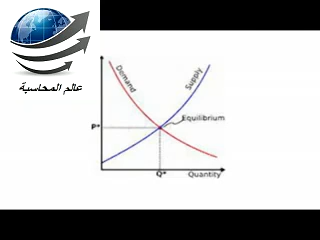 عالم المحاسبة
Demand
Supply
Equilibrium
P*
Q*
Quantity